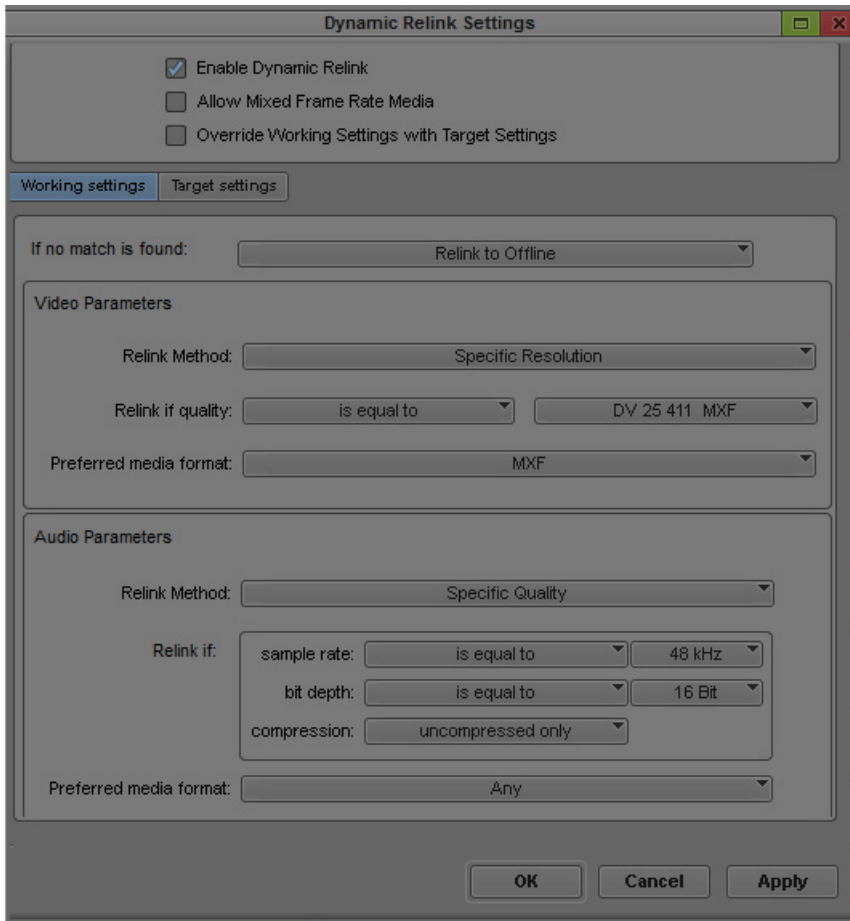 Dynamic Relink Settings
Enable Dynamic Relink
Allow Mixed Frame Rate Media
Override Working Settings with Target Settings
Working settings Target settings
If no match is found: Relink to Offline
Video Parameters
Relink Method: Specific Resolution
Relink if quality: is equal to DV 25 411 MXF
Preferred media format: MXF
Audio Parameters
Relink Method: Specific Quality
Relink if: sample rate: is equal to 48 kHz
bit depth: is equal to 16 Bit
compression: uncompressed only
Preferred media format: Any
OK Cancel Apply